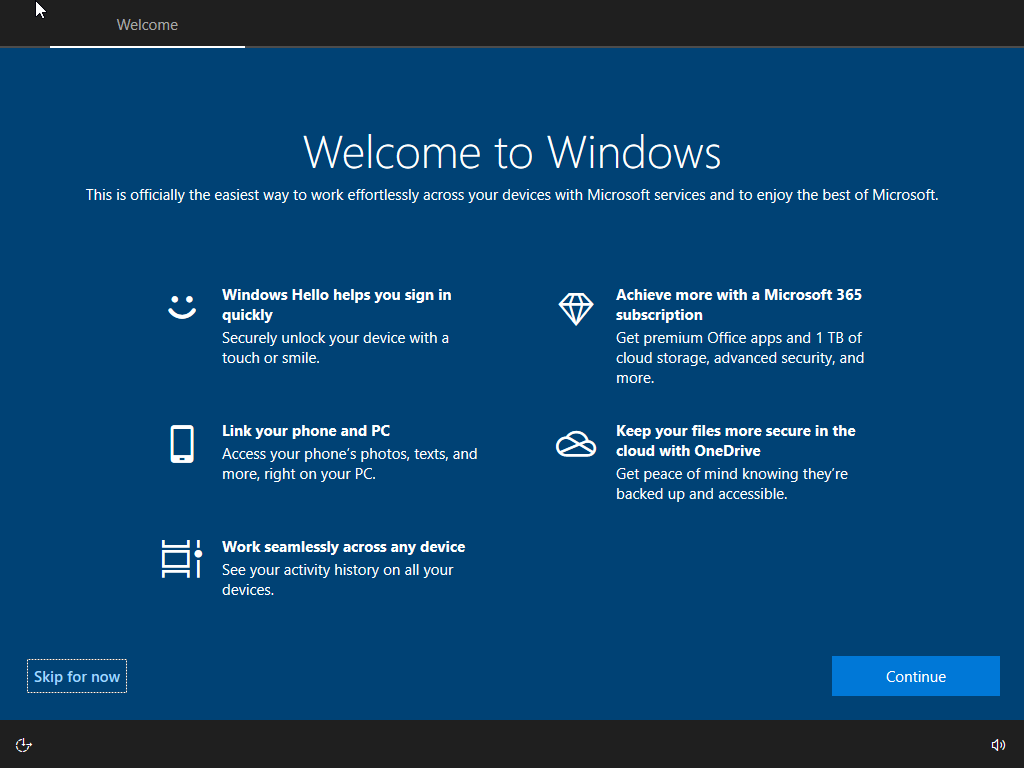 Welcome
Welcome to Windows
This is officially the easiest way to work effortlessly across your devices with Microsoft services and to enjoy the best of Microsoft.
Windows Hello helps you sign in
quickly
Securely unlock your device with a
touch or smile.
Link your phone and PC
Access your phone's photos, texts, and
more, right on your PC.
Work seamlessly across any device
See your activity history on all your
devices.
Achieve more with a Microsoft 365
subscription
Get premium Office apps and 1 TB of
cloud storage, advanced security, and
more.
Keep your files more secure in the
cloud with OneDrive
Get peace of mind knowing they're
backed up and accessible.
Skip for now
Continue